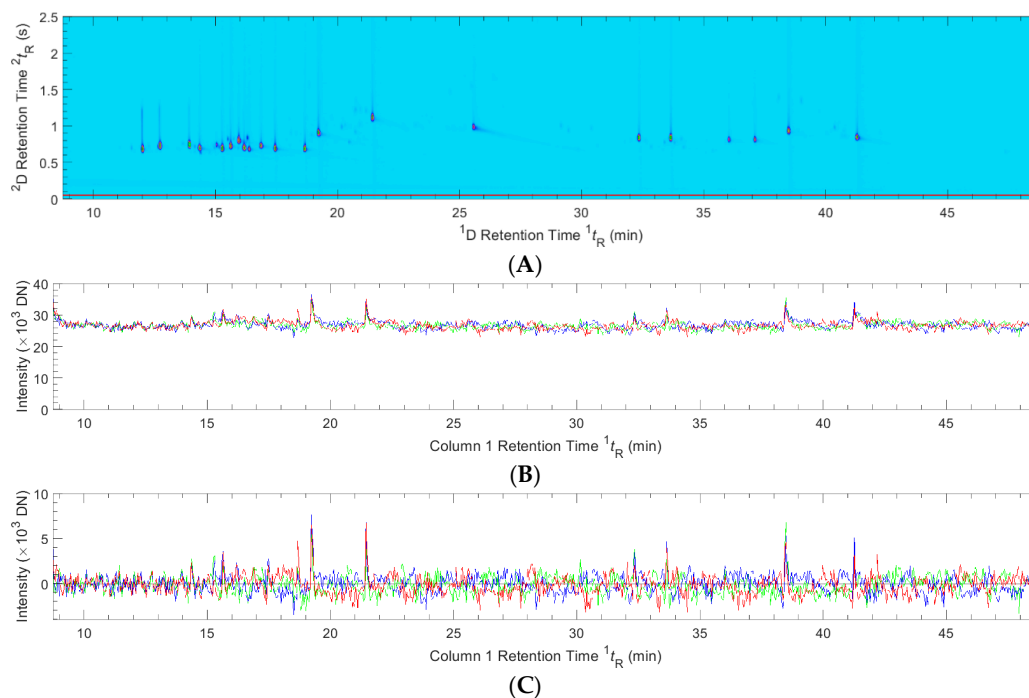 2.5
2
1.5
1
0.5
0
²D Retention Time ²t_R (s)
10 15 20 25 30 35 40 45
¹D Retention Time ¹t_R (min)
(A)
40
30
20
10
0
Intensity (× 10³ DN)
10 15 20 25 30 35 40 45
Column 1 Retention Time ¹t_R (min)
(B)
10
5
0
Intensity (×10³ DN)
10 15 20 25 30 35 40 45
Column 1 Retention Time ¹t_R (min)
(C)